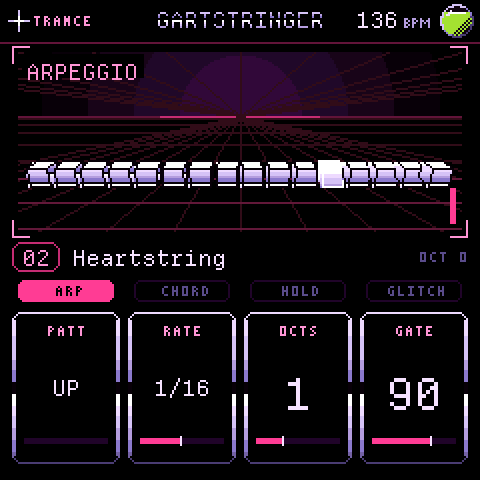 TRANCE GARTSTRINGER 136 BPM
ARPEGGIO
02 Heartstring OCT 0
ARP CHORD HOLD GLITCH
PATT RATE OCTS GATE
UP 1/16 1 90